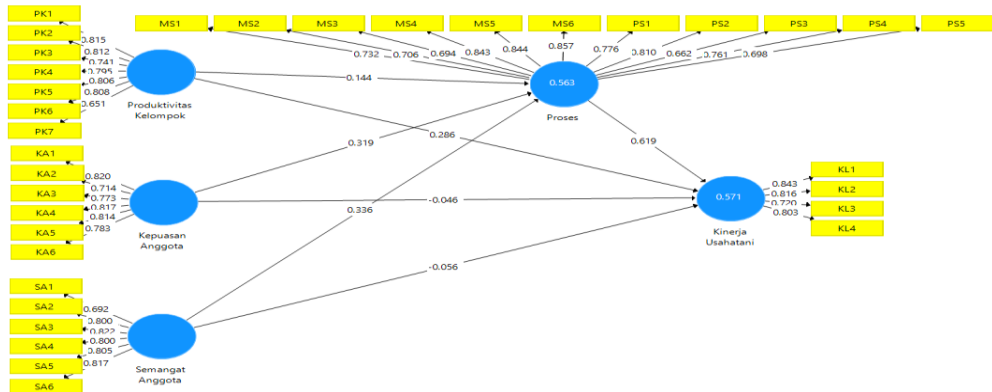 PK1
PK2
PK3
PK4
PK5
PK6
PK7
0.815
0.812
0.741
0.795
0.806
0.808
0.651
Produktivitas
Kelompok
MS1
MS2
MS3
MS4
MS5
MS6
PS1
PS2
PS3
PS4
PS5
0.732
0.706
0.694
0.843
0.844
0.857
0.776
0.810
0.662
0.761
0.698
0.563
Proses
0.144
0.286
0.319
0.619
0.336
-0.046
-0.056
KA1
KA2
KA3
KA4
KA5
KA6
0.820
0.714
0.773
0.817
0.814
0.783
Kepuasan
Anggota
0.571
Kinerja
Usahatani
0.843
0.816
0.720
0.803
KL1
KL2
KL3
KL4
SA1
SA2
SA3
SA4
SA5
SA6
0.692
0.800
0.822
0.800
0.805
0.817
Semangat
Anggota